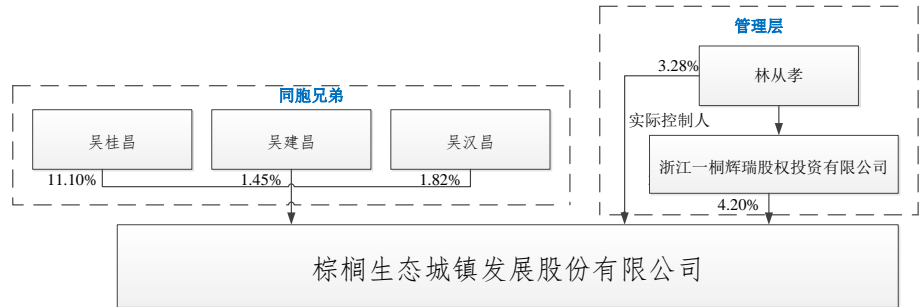 管理层
3.28%
林从孝
同胞兄弟
实际控制人
吴桂昌
吴建昌
吴汉昌
浙江一桐辉瑞股权投资有限公司
11.10%
1.45%
1.82%
4.20%
棕榈生态城镇发展股份有限公司